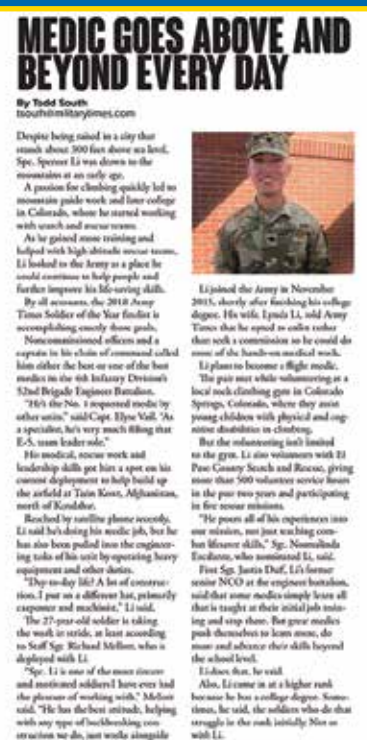 MEDIC GOES ABOVE AND
BEYOND EVERY DAY
By Todd South
tsouth@militarytimes.com
Despite being raised in a city that
stands about 300 feet above sea level,
Spc. Spencer Li was drawn to the
mountains at an early age.
A passion for climbing quickly led to
mountain guide work and later college
in Colorado, where he started working
with search and rescue teams.
As he gained more training and
helped with high altitude rescue teams,
Li looked to the Army as a place he
could continue to help people and
further improve his life-saving skills.
By all accounts, the 2018 Army
Times Soldier of the Year finalist is
accomplishing exactly those goals.
Noncommissioned officers and a
captain in his chain of command called
him either the best or one of the best
medics in the 4th Infantry Division's
52nd Brigade Engineer Battalion.
"He's the No. 1 requested medic by
other units," said Capt. Elyse Vail. "As
a specialist, he's very much filling that
E-5, team leader role."
His medical, rescue work and
leadership skills got him a spot on his
current deployment to help build up
the airfield at Tarin Kowt, Afghanistan,
north of Kandahar.
Reached by satellite phone recently,
Li said he's doing his medic job, but he
has also been pulled into the engineer-
ing tasks of his unit by operating heavy
equipment and other duties.
"Day-to-day life? A lot of construc-
tion. I put on a different hat, primarily
carpenter and machinist," Li said.
The 27-year-old soldier is taking
the work in stride, at least according
to Staff Sgt. Richard Mellott, who is
deployed with Li.
"Spc. Li is one of the most sincere
and motivated soldiers I have ever had
the pleasure of working with," Mellott
said. "He has the best attitude, helping
with any type of backbreaking con-
struction we do, just works alongside
Li joined the Army in November
2015, shortly after finishing his college
degree. His wife, Lynda Li, told Army
Times that he opted to enlist rather
than seek a commission so he could do
more of the hands-on medical work.
Li plans to become a flight medic.
The pair met while volunteering at a
local rock climbing gym in Colorado
Springs, Colorado, where they assist
young children with physical and cog-
nitive disabilities in climbing.
But the volunteering isn't limited
to the gym. Li also volunteers with El
Paso County Search and Rescue, giving
more than 500 volunteer service hours
in the past two years and participating
in five rescue missions.
"He pours all of his experiences into
our mission, not just teaching com-
bat lifesaver skills," Sgt.
who nominated Li, said.
First Sgt. Justin Duff, Li's former
senior NCO at the engineer battalion,
said that some medics simply learn all
that is taught at their initial job train-
ing and stop there. But great medics
push themselves to learn more, do
more and advance their skills beyond
the school level.
Li does that, he said.
Also, Li came in at a higher rank
because he has a college degree. Some-
times, he said, the soldiers who do that
struggle in the rank initially. Not so
with Li.